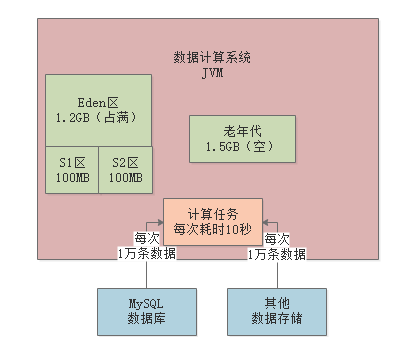 数据计算系统
JVM
Eden区
1.2GB（占满）
老年代
1.5GB（空）
S1区
100MB
S2区
100MB
计算任务
每次耗时10秒
每次
1万条数据
每次
1万条数据
MySQL
数据库
其他
数据存储